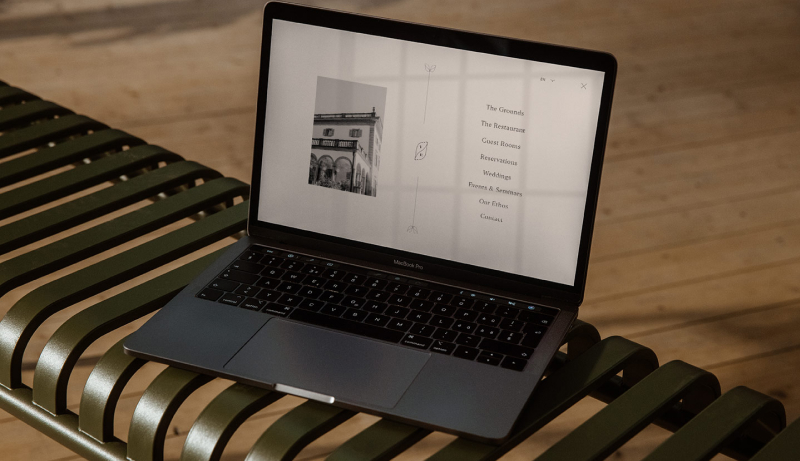 EN
The Grounds
The Restaurant
Guest Rooms
Reservations
Weddings
Events & Seminars
Our Ethos
Contact
MacBook Pro